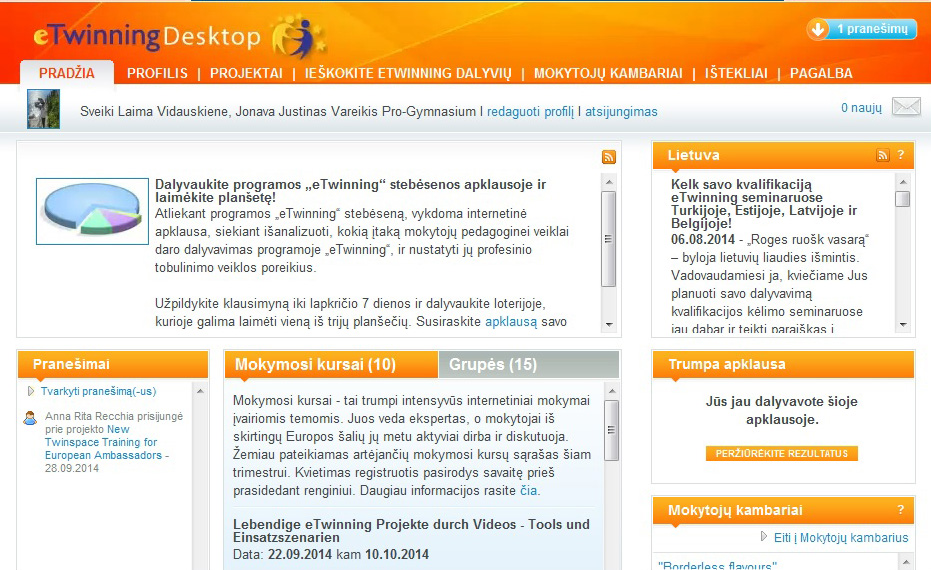 eTwinning Desktop
1 pranešimų
PRADŽIA PROFILIS | PROJEKTAI | IEŠKOKITE ETWINNING DALYVIŲ | MOKYTOJŲ KAMBARIAI | IŠTEKLIAI | PAGALBA
Sveiki Laima Vidauskiene, Jonava Justinas Vareikis Pro-Gymnasium I redaguoti profilį I atsijungimas
0 naujų
Dalyvaukite programos „eTwinning“ stebėsenos apklausoje ir
laimėkite planšetę!
Atliekant programos „eTwinning“ stebėseną, vykdoma internetinė
apklausa, siekiant išanalizuoti, kokią įtaką mokytojų pedagoginei veiklai
daro dalyvavimas programoje „eTwinning“, ir nustatyti jų profesinio
tobulinimo veiklos poreikius.
Užpildykite klausimyną iki lapkričio 7 dienos ir dalyvaukite loterijoje,
kurioje galima laimėti vieną iš trijų planšečių. Susiraskite apklausą savo
Lietuva ?
Kelk savo kvalifikaciją
eTwinning seminaruose
Turkijoje, Estijoje, Latvijoje ir
Belgijoje!
06.08.2014 - „Roges ruošk vasarą“
– byloja lietuvių liaudies išmintis.
Vadovaudamiesi ja, kviečiame Jus
planuoti savo dalyvavimą
kvalifikacijos kėlimo seminaruose
jau dabar ir teikti paraiškas į
Pranešimai
Tvarkyti pranešimą(-us)
Anna Rita Recchia prisijungė
prie projekto New
Twinspace Training for
European Ambassadors -
28.09.2014
Mokymosi kursai (10) Grupės (15)
Mokymosi kursai - tai trumpi intensyvūs internetiniai mokymai
įvairiomis temomis. Juos veda ekspertas, o mokytojai iš
skirtingų Europos šalių jų metu aktyviai dirba ir diskutuoja.
Žemiau pateikiamas artėjančių mokymosi kursų sąrašas šiam
trimestrui. Kvietimas registruotis pasirodys savaitę prieš
prasidedant renginiui. Daugiau informacijos rasite čia.
Lebendige eTwinning Projekte durch Videos - Tools und
Einsatzszenarien
Data: 22.09.2014 kam 10.10.2014
Trumpa apklausa
Jūs jau dalyvavote šioje
apklausoje.
PERŽIŪRĖKITE REZULTATUS
Mokytojų kambariai ?
Eiti į Mokytojų kambarius
"Borderless flavours"